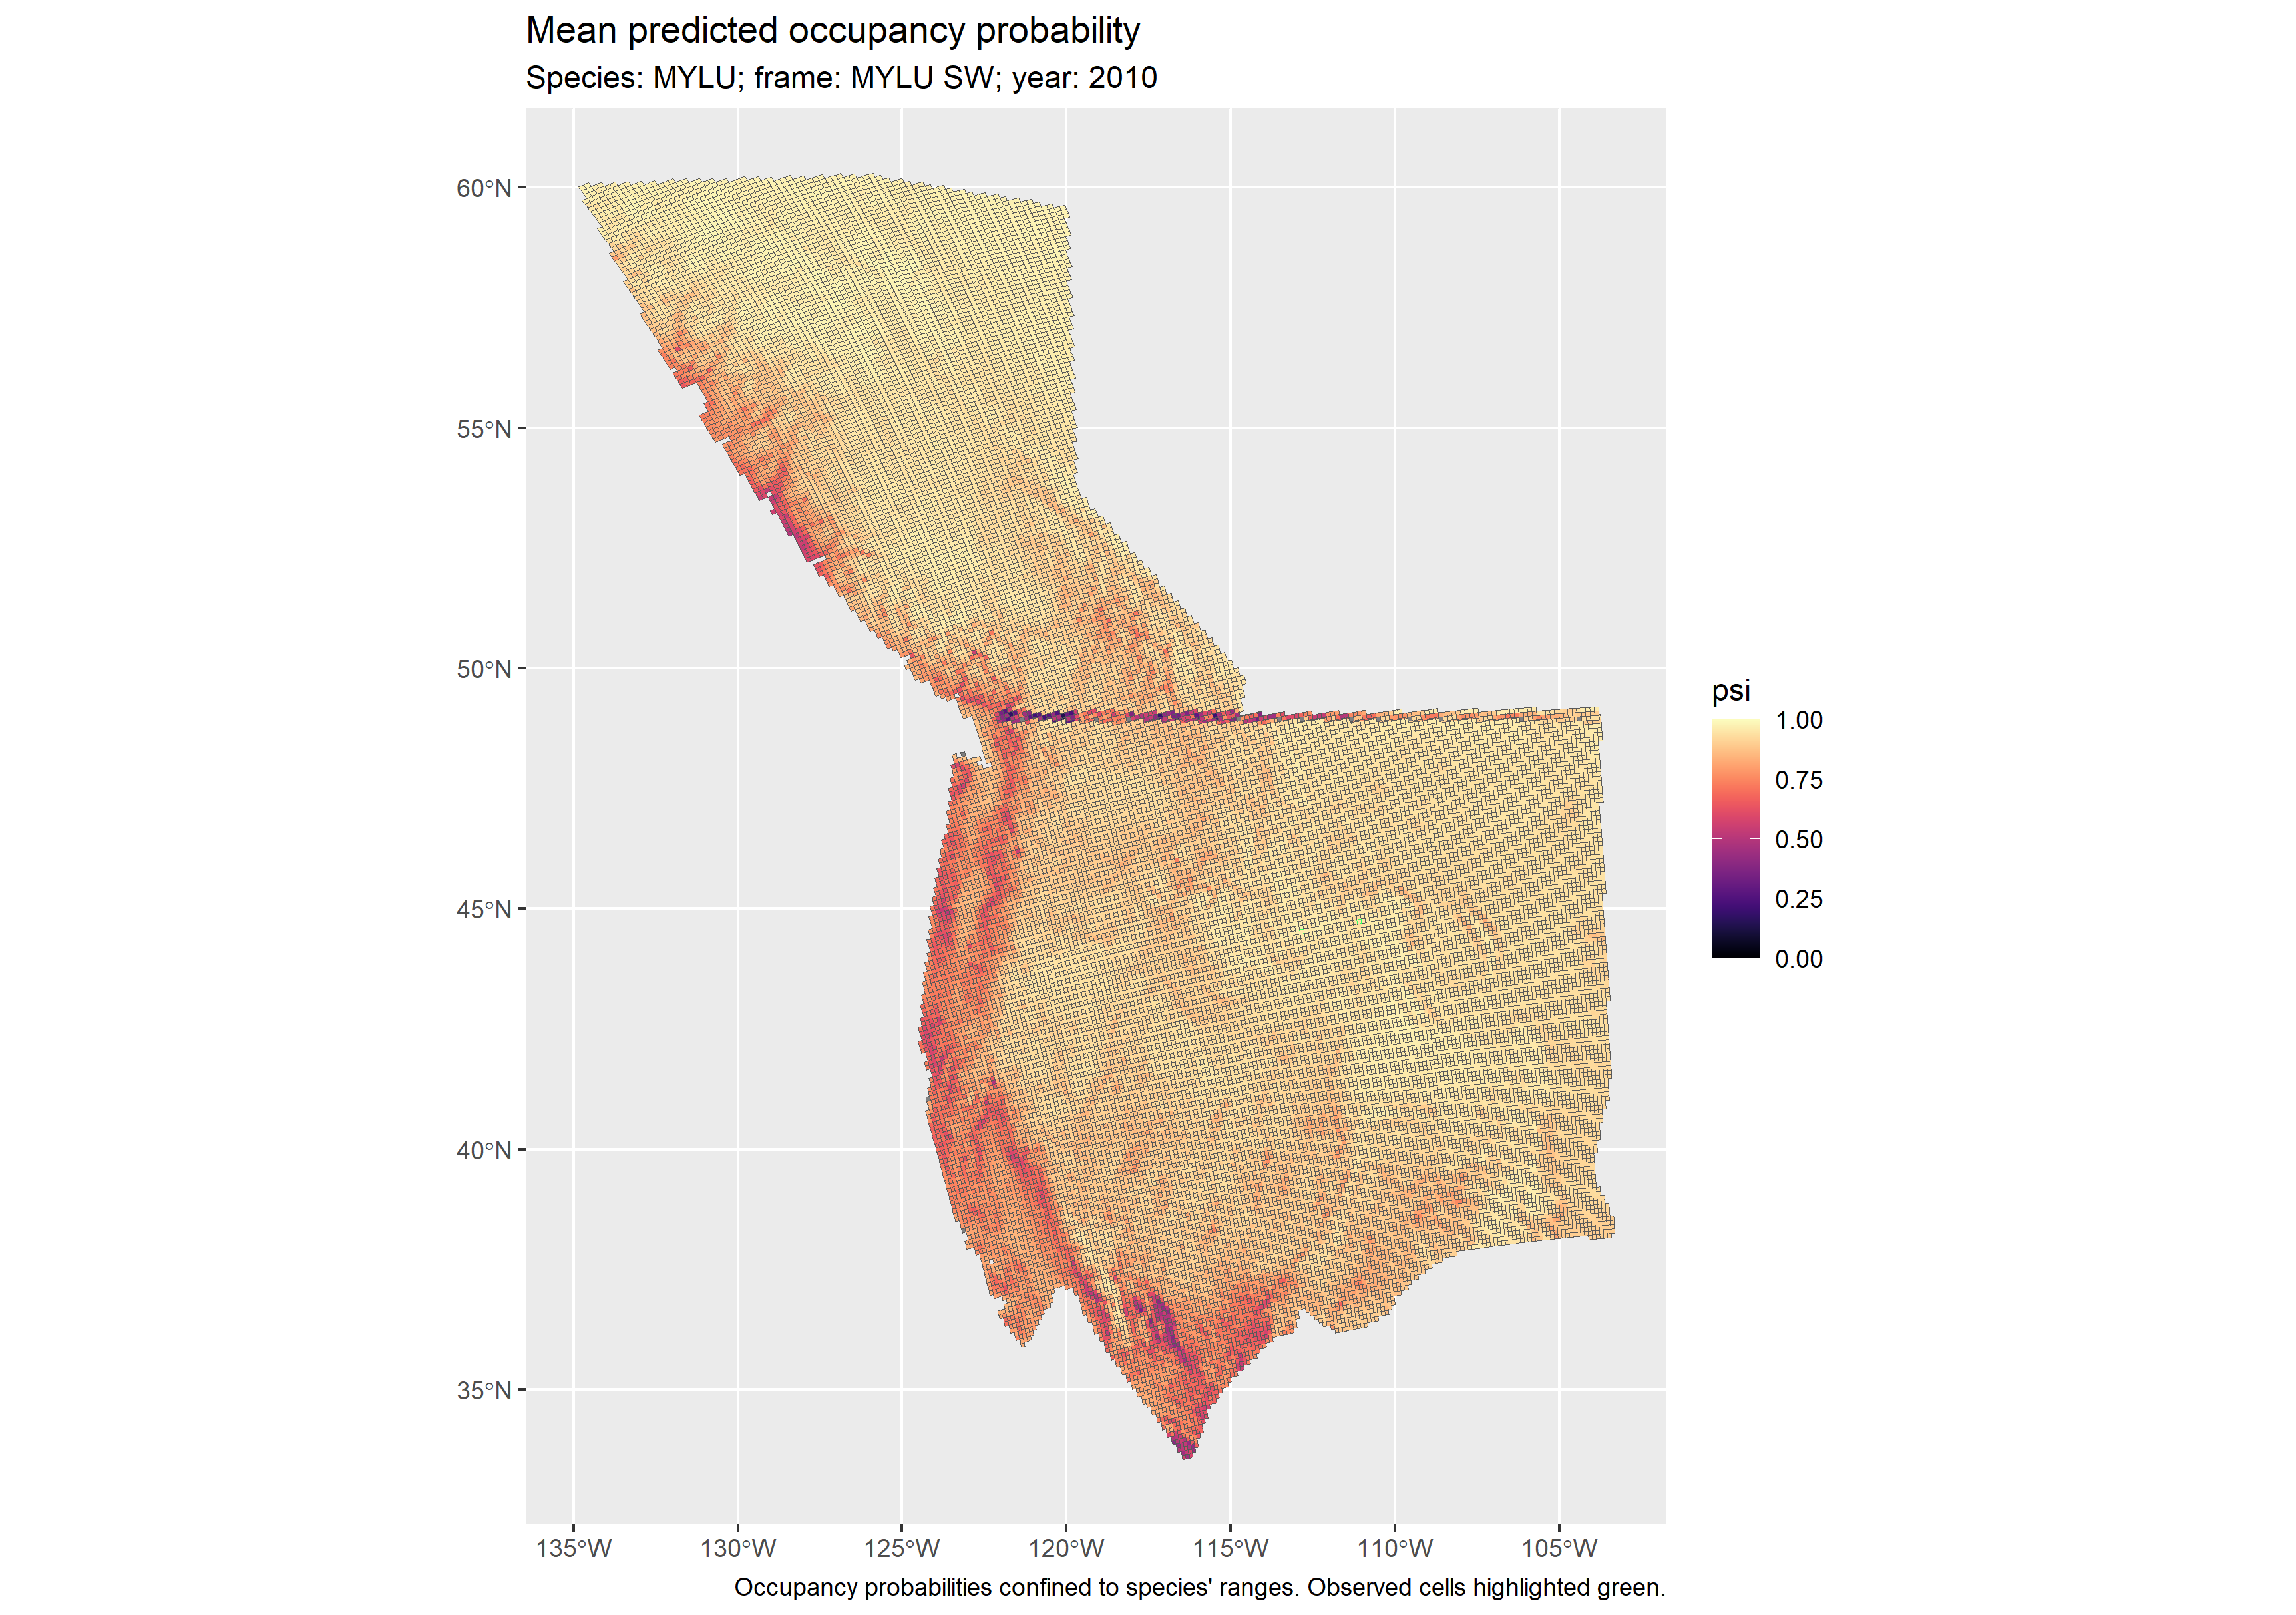 Mean predicted occupancy probability
Species: MYLU; frame: MYLU SW; year: 2010
60°N
55°N
50°N
45°N
40°N
35°N
135°W 130°W 125°W 120°W 115°W 110°W 105°W
psi
1.00
0.75
0.50
0.25
0.00
Occupancy probabilities confined to species' ranges. Observed cells highlighted green.